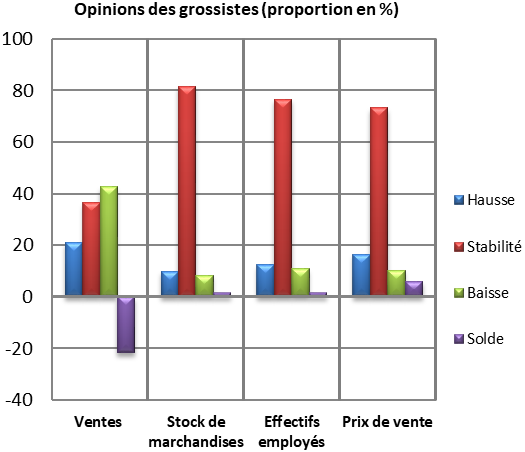 Opinions des grossistes (proportion en %)
100
80
60
40
20
0
-20
-40
Ventes
Stock de
marchandises
Effectifs
employés
Prix de vente
Hausse
Stabilité
Baisse
Solde